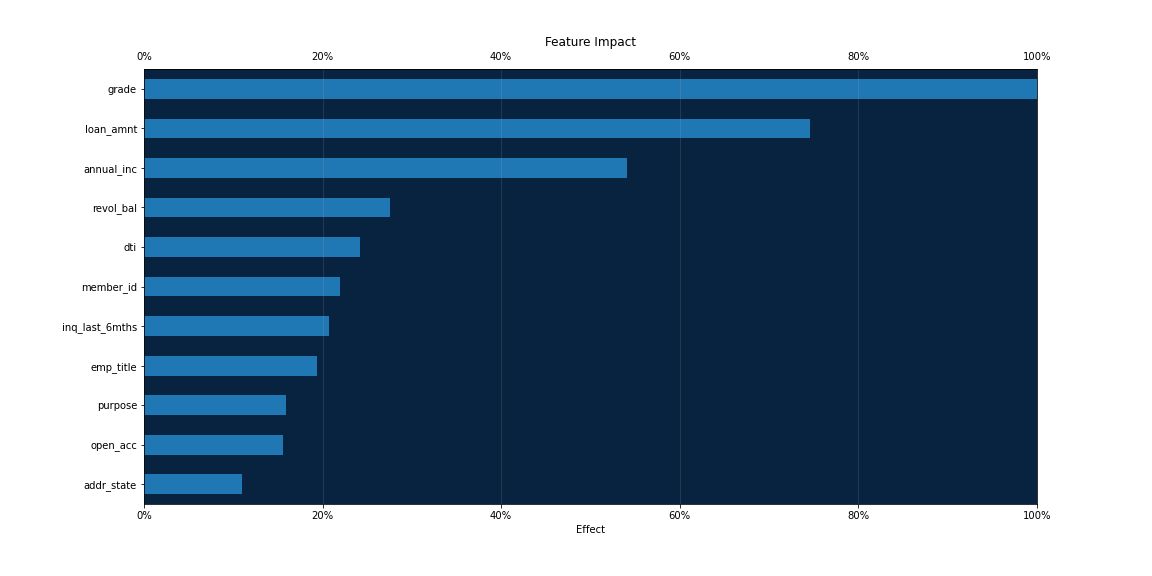 Feature Impact
0% 20% 40% 60% 80% 100%
grade
loan_amnt
annual_inc
revol_bal
dti
member_id
inq_last_6mths
emp_title
purpose
open_acc
addr_state
0% 20% 40% 60% 80% 100%
Effect